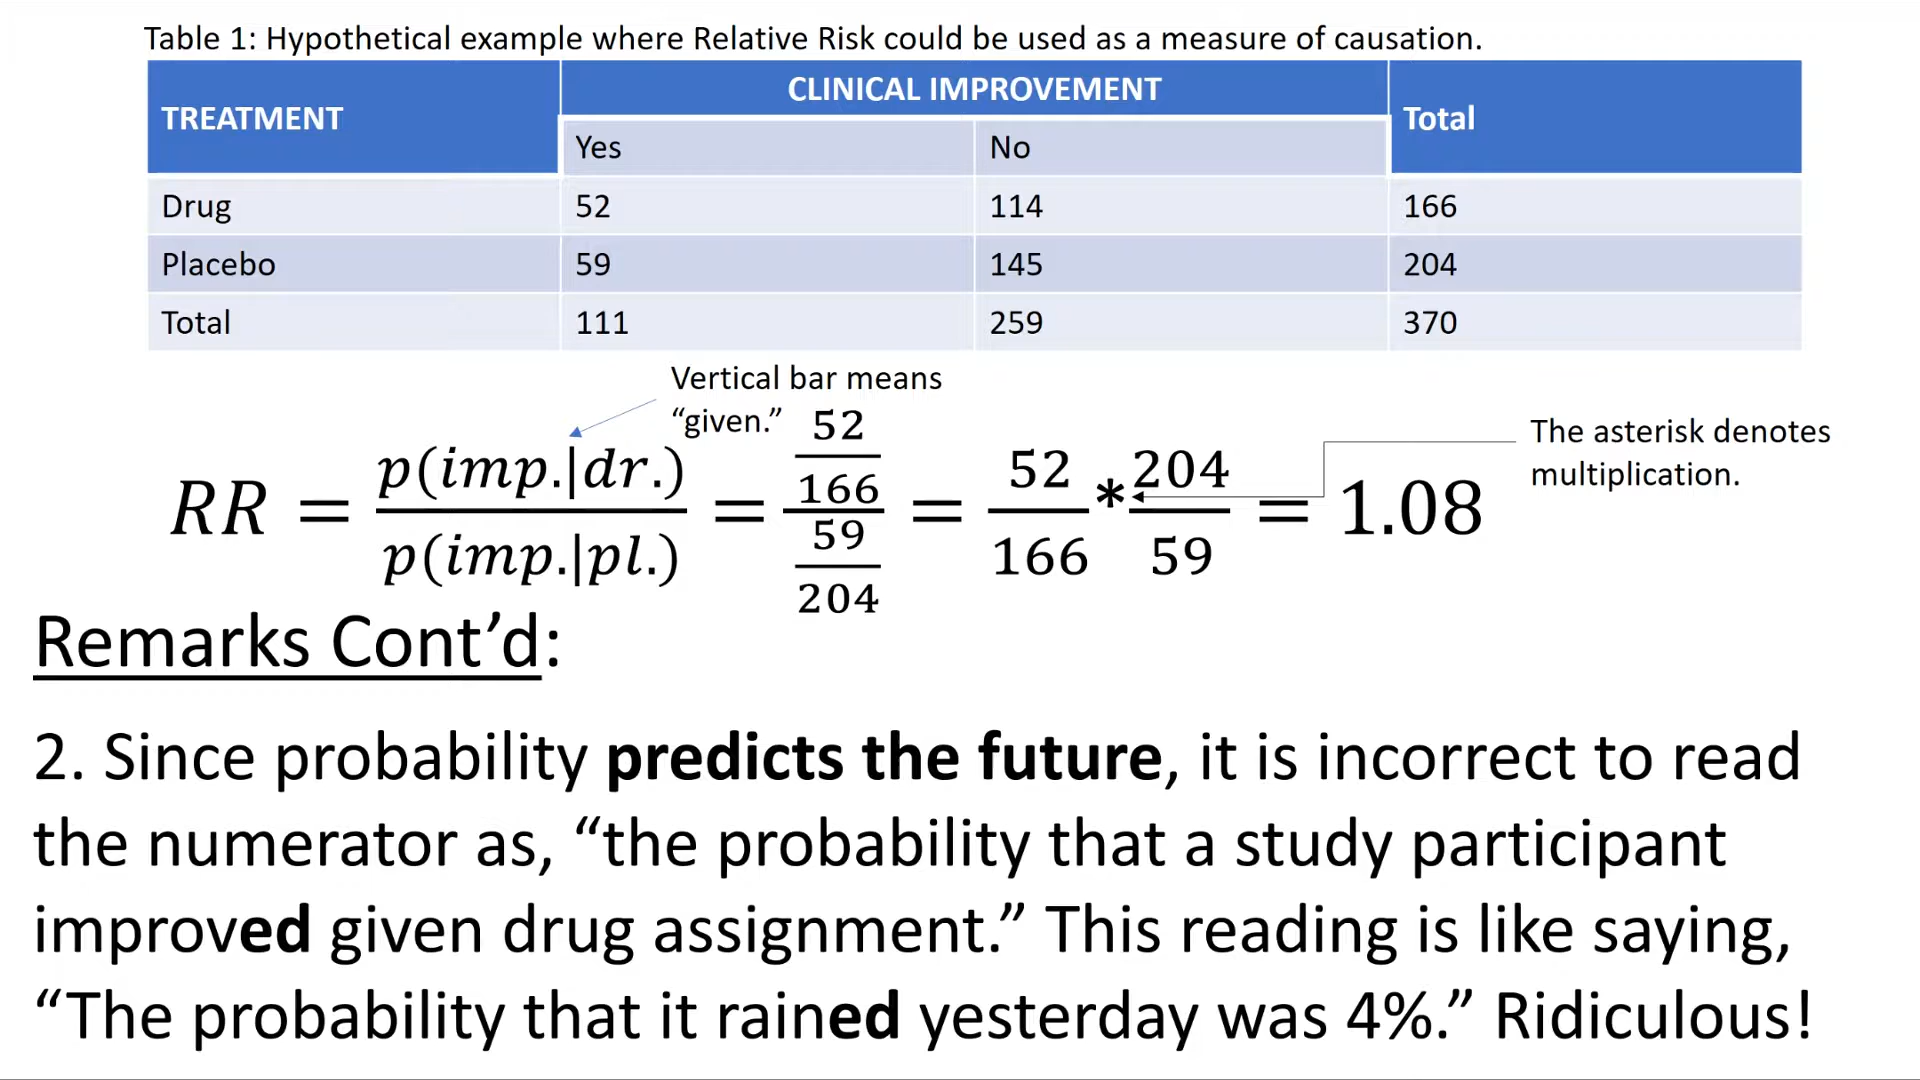 Table 1: Hypothetical example where Relative Risk could be used as a measure of causation.
TREATMENT CLINICAL IMPROVEMENT Total
Yes No
Drug 52 114 166
Placebo 59 145 204
Total 111 259 370
Vertical bar means
“given.”
The asterisk denotes
multiplication.
RR = p(imp.|dr.) / p(imp.|pl.) = 52/166 / 59/204 = 52/166 * 204/59 = 1.08
Remarks Cont’d:
2. Since probability predicts the future, it is incorrect to read
the numerator as, “the probability that a study participant
improved given drug assignment.” This reading is like saying,
“The probability that it rained yesterday was 4%.” Ridiculous!